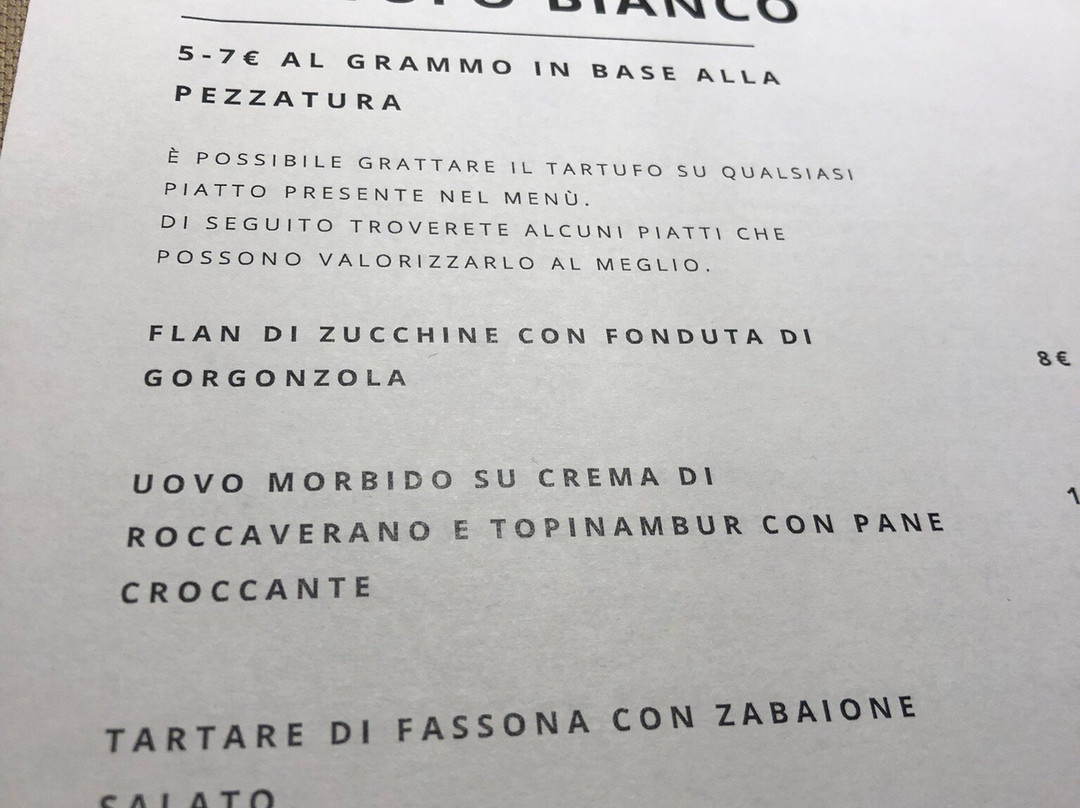 BIANCO
5-7€ AL GRAMMO IN BASE ALLA
PEZZATURA
È POSSIBILE GRATTARE IL TARTUFO SU QUALSIASI
PIATTO PRESENTE NEL MENÙ.
DI SEGUITO TROVERETE ALCUNI PIATTI CHE
POSSONO VALORIZZARLO AL MEGLIO.
FLAN DI ZUCCHINE CON FONDUTA DI
GORGONZOLA
8€
UOVO MORBIDO SU CREMA DI
ROCCAVERANO E TOPINAMBUR CON PANE
CROCCANTE
TARTARE DI FASSONA CON ZABAIONE
SALATO